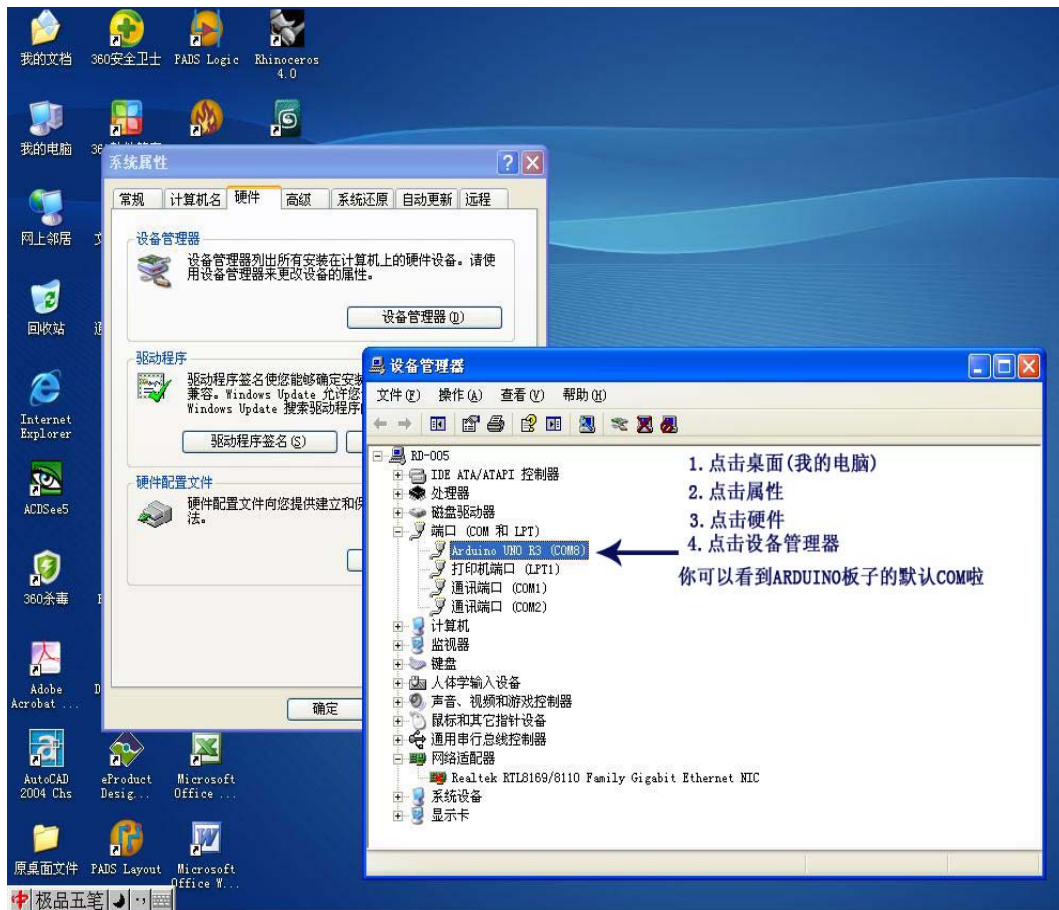 我的文档
360安全卫士
PADS Logic
Rhinoceros
4.0
我的电脑
系统属性
常规
计算机名
硬件
高级
系统还原
自动更新
远程
网上邻居
设备管理器
设备管理器列出所有安装在计算机上的硬件设备。请使
用设备管理器来更改设备的属性。
设备管理器(D)
回收站
驱动程序
驱动程序签名使您能够确定安装
兼容。Windows Update 允许您
Windows Update 搜索驱动程序
驱动程序签名(S)
Internet
Explorer
硬件配置文件
硬件配置文件向您提供建立和保
法。
ACDSee5
360杀毒
Adobe
Acrobat ...
确定
设备管理器
文件(F)
操作(A)
查看(V)
帮助(H)
RD-005
IDE ATA/ATAPI 控制器
处理器
磁盘驱动器
端口 (COM 和 LPT)
Arduino UNO R3 (COM8)
打印机端口 (LPT1)
通讯端口 (COM1)
通讯端口 (COM2)
计算机
监视器
键盘
人体学输入设备
声音、视频和游戏控制器
鼠标和其它指针设备
通用串行总线控制器
网络适配器
Realtek RTL8169/8110 Family Gigabit Ethernet NIC
系统设备
显示卡
1.点击桌面(我的电脑)
2.点击属性
3.点击硬件
4.点击设备管理器
你可以看到ARDUINO板子的默认COM啦
AutoCAD
2004 Chs
eProduct
Desig...
Microsoft
Office ...
原桌面文件
PADS Layout
Microsoft
Office W...
中
极品五笔